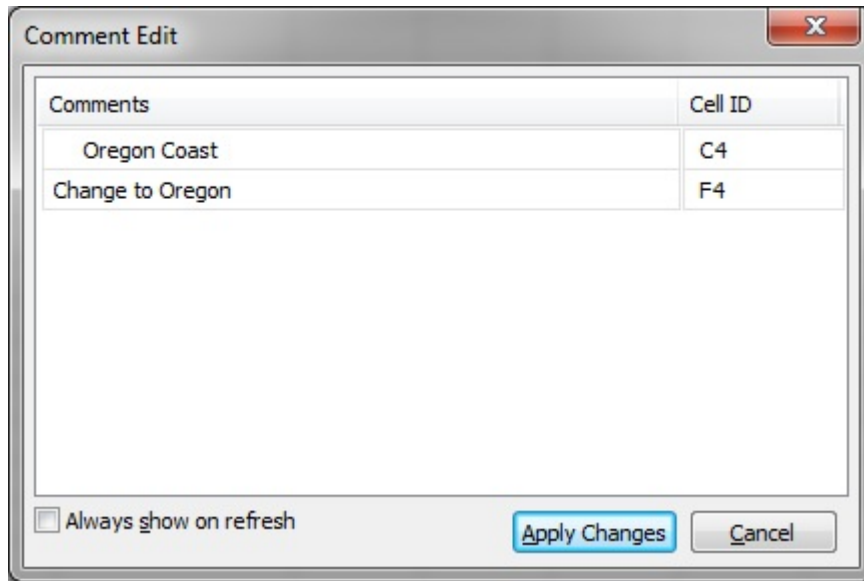 Comment Edit
Comments Cell ID
Oregon Coast C4
Change to Oregon F4
Always show on refresh Apply Changes Cancel